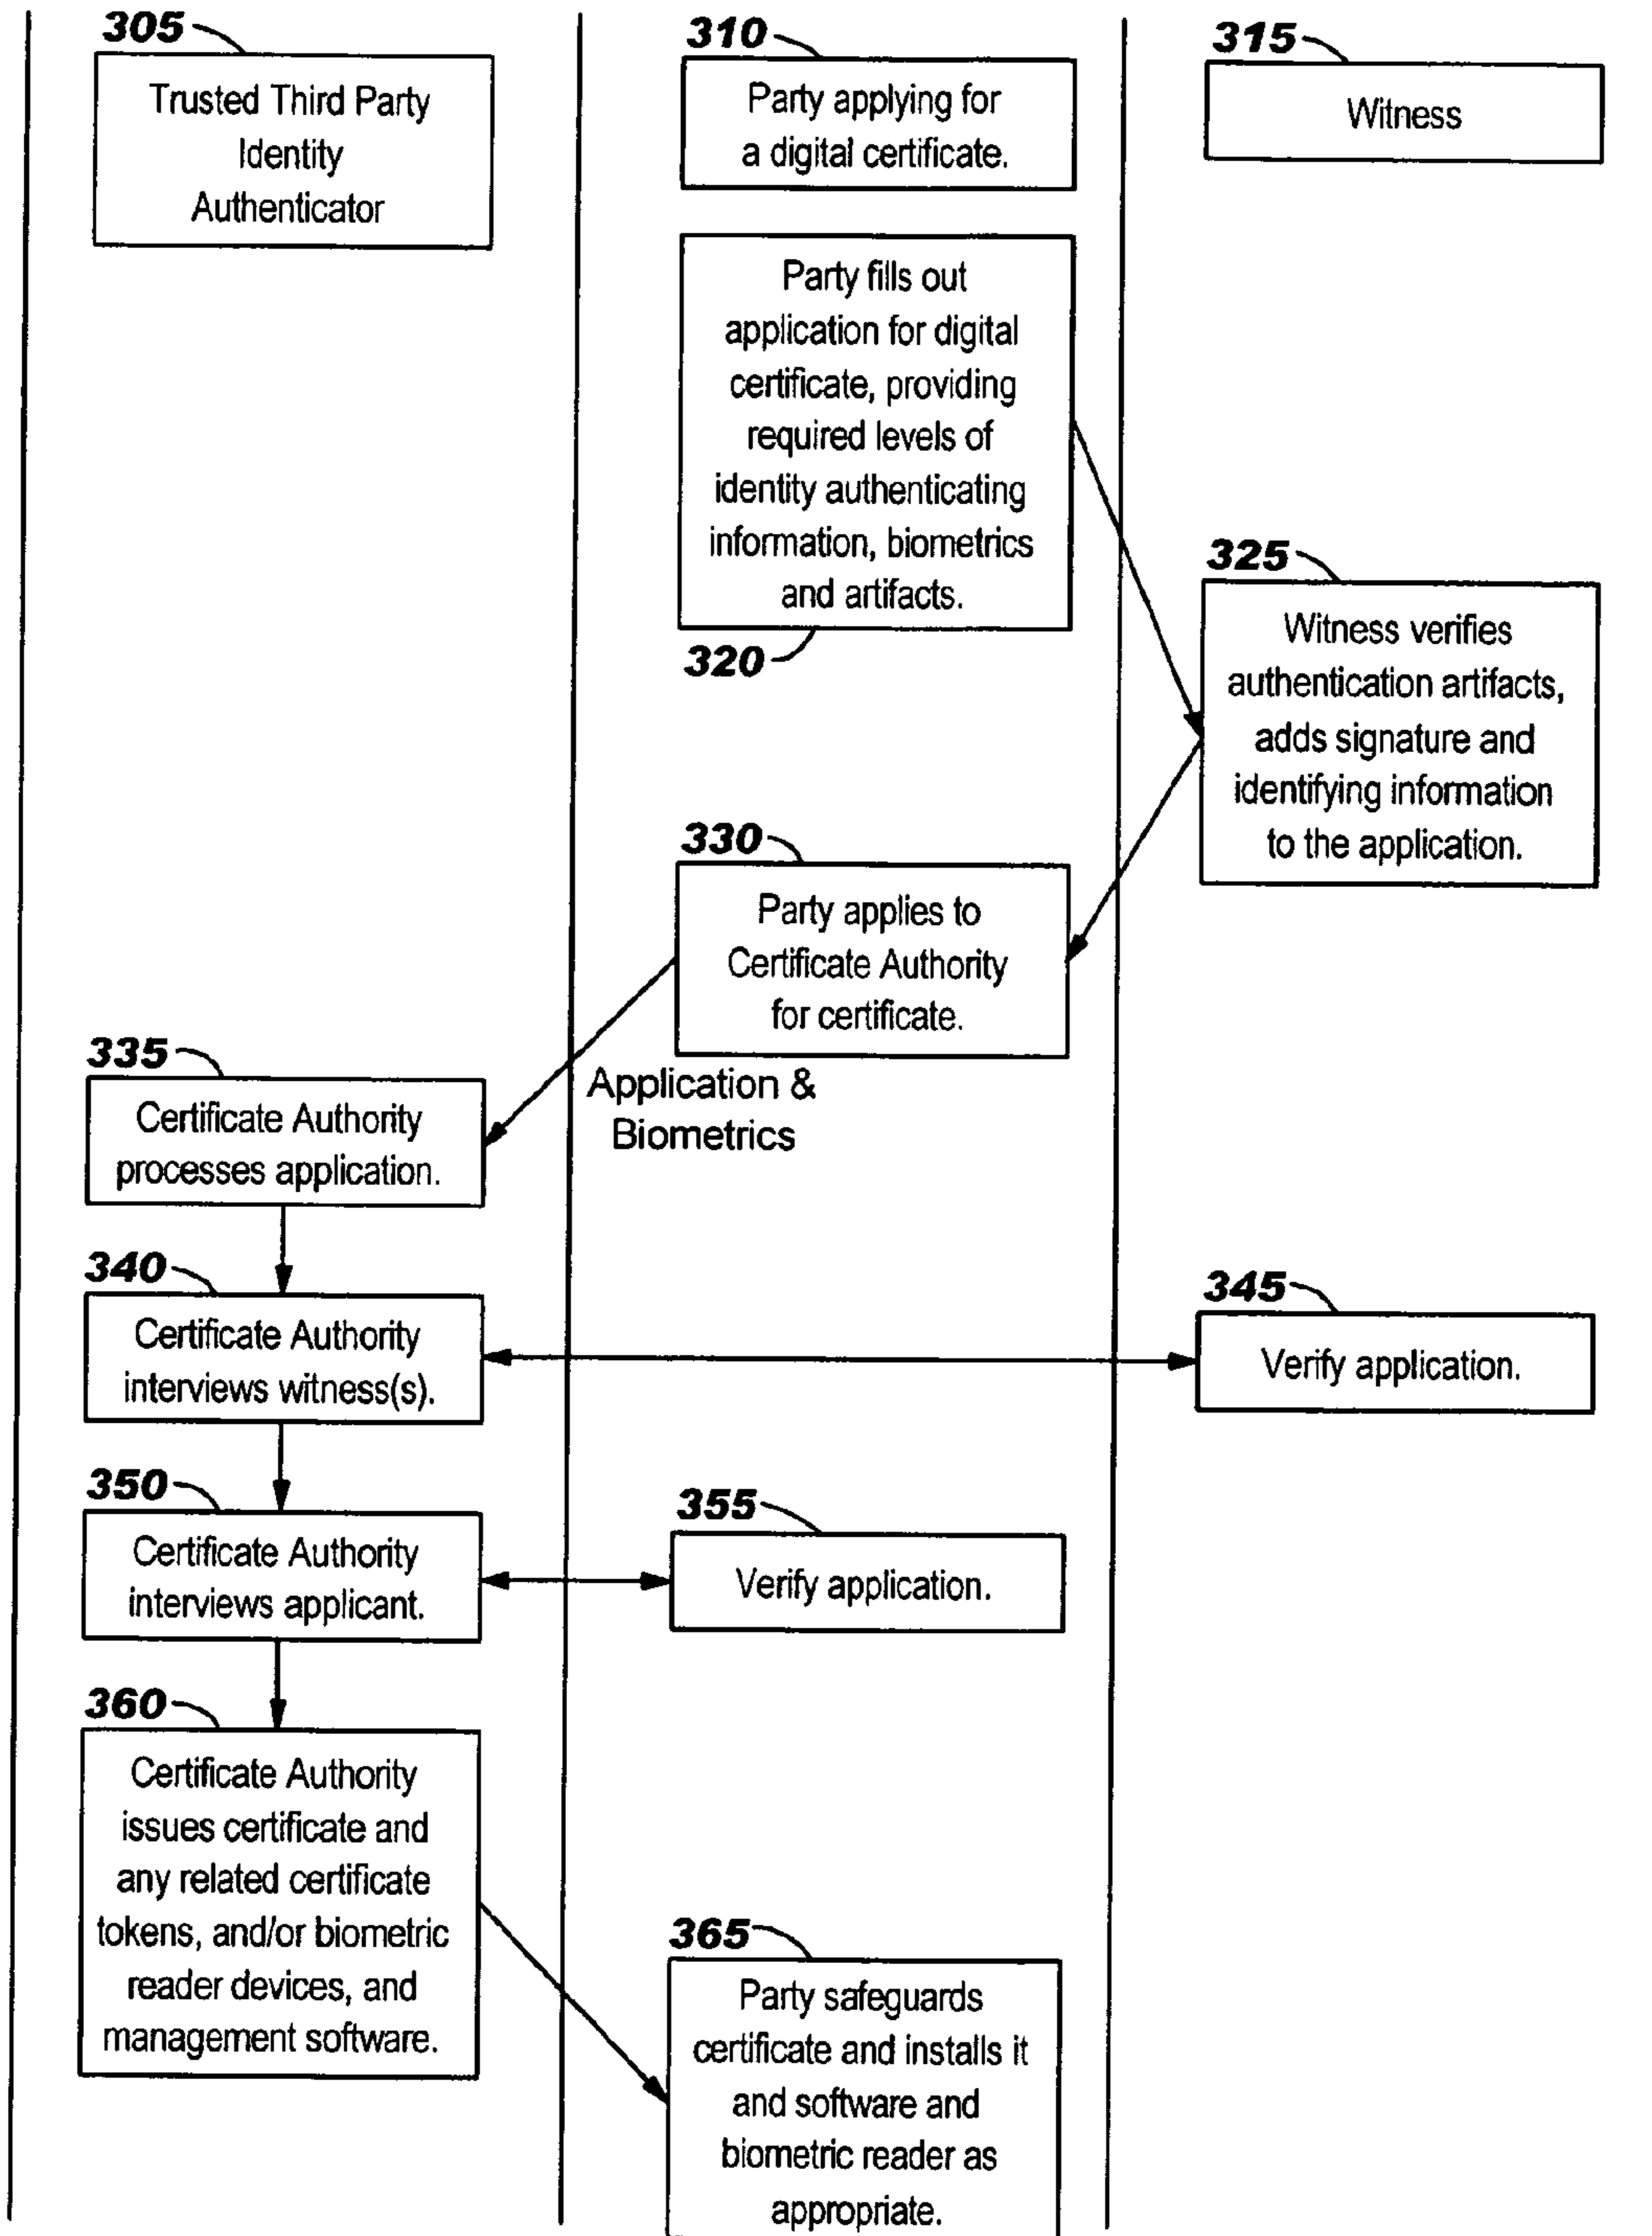 305
Trusted Third Party
Identity
Authenticator
310
Party applying for
a digital certificate.
315
Witness
Party fills out
application for digital
certificate, providing
required levels of
identity authenticating
information, biometrics
and artifacts.
320
325
Witness verifies
authentication artifacts,
adds signature and
identifying information
to the application.
330
Party applies to
Certificate Authority
for certificate.
Application &
Biometrics
335
Certificate Authority
processes application.
340
Certificate Authority
interviews witness(s).
345
Verify application.
350
Certificate Authority
interviews applicant.
355
Verify application.
360
Certificate Authority
issues certificate and
any related certificate
tokens, and/or biometric
reader devices, and
management software.
365
Party safeguards
certificate and installs it
and software and
biometric reader as
appropriate.